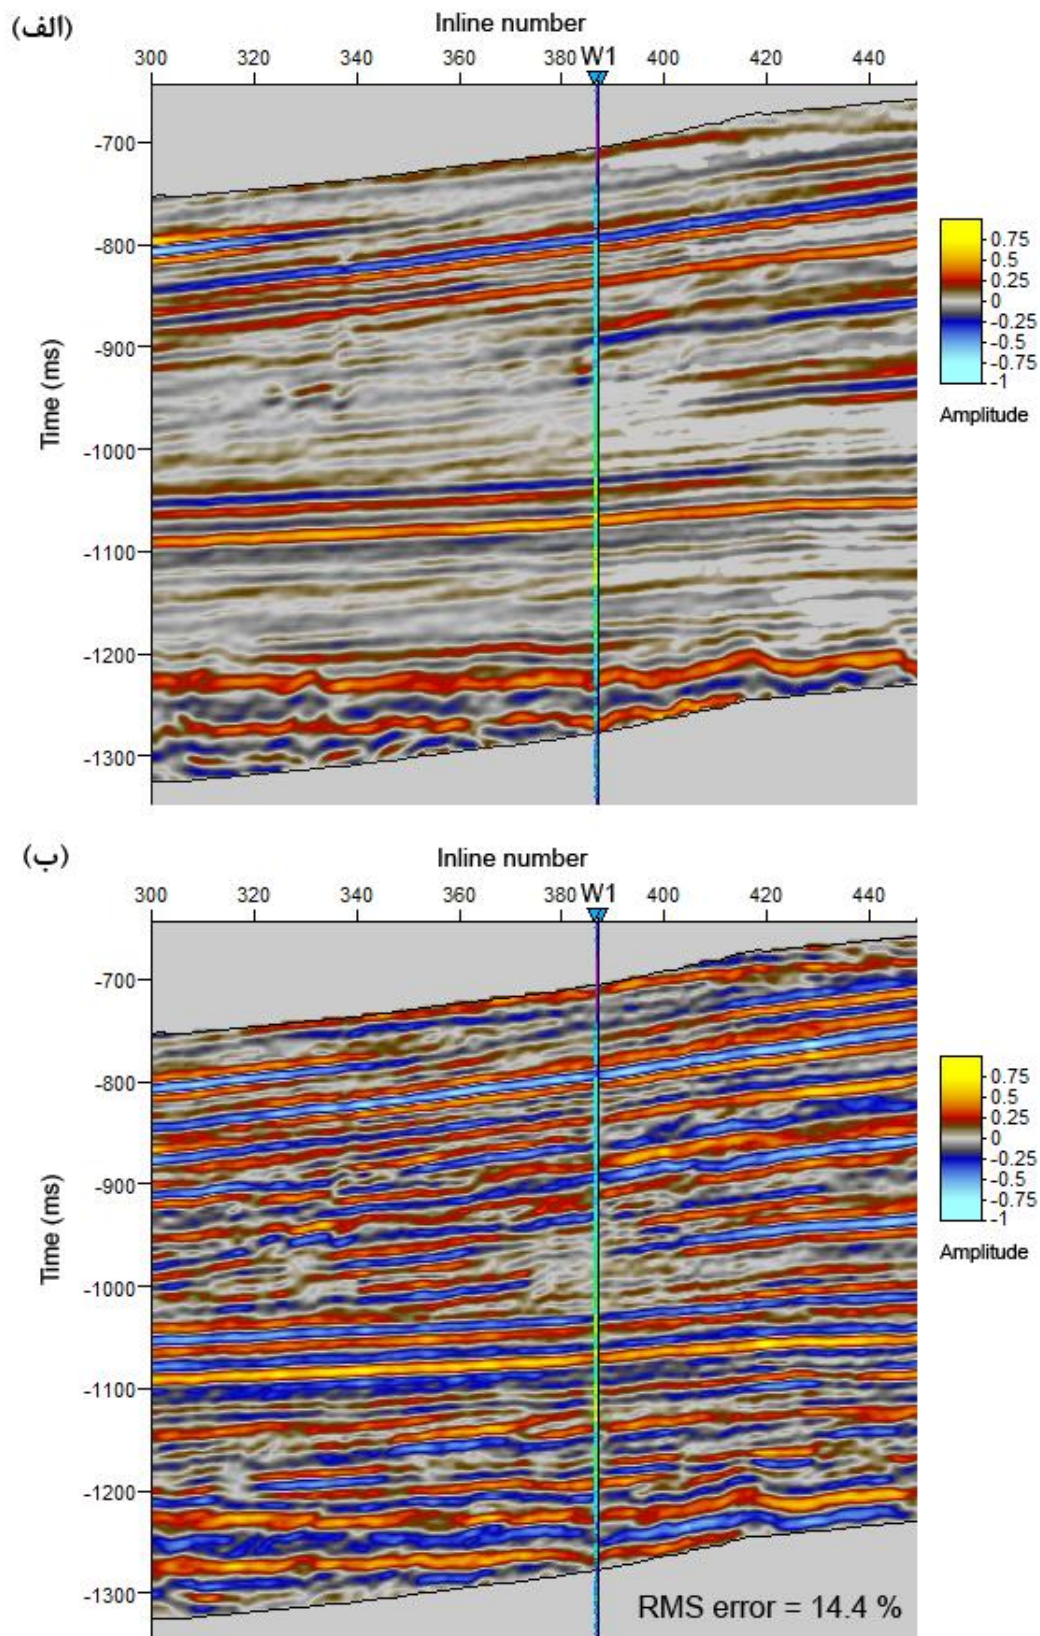 (الف)
Inline number
300 320 340 360 380 W1 400 420 440
-700
-800
-900
-1000
-1100
-1200
-1300
Time (ms)
0.75
0.5
0.25
0
-0.25
-0.5
-0.75
-1
Amplitude
(ب)
Inline number
300 320 340 360 380 W1 400 420 440
-700
-800
-900
-1000
-1100
-1200
-1300
Time (ms)
0.75
0.5
0.25
0
-0.25
-0.5
-0.75
-1
Amplitude
RMS error = 14.4 %